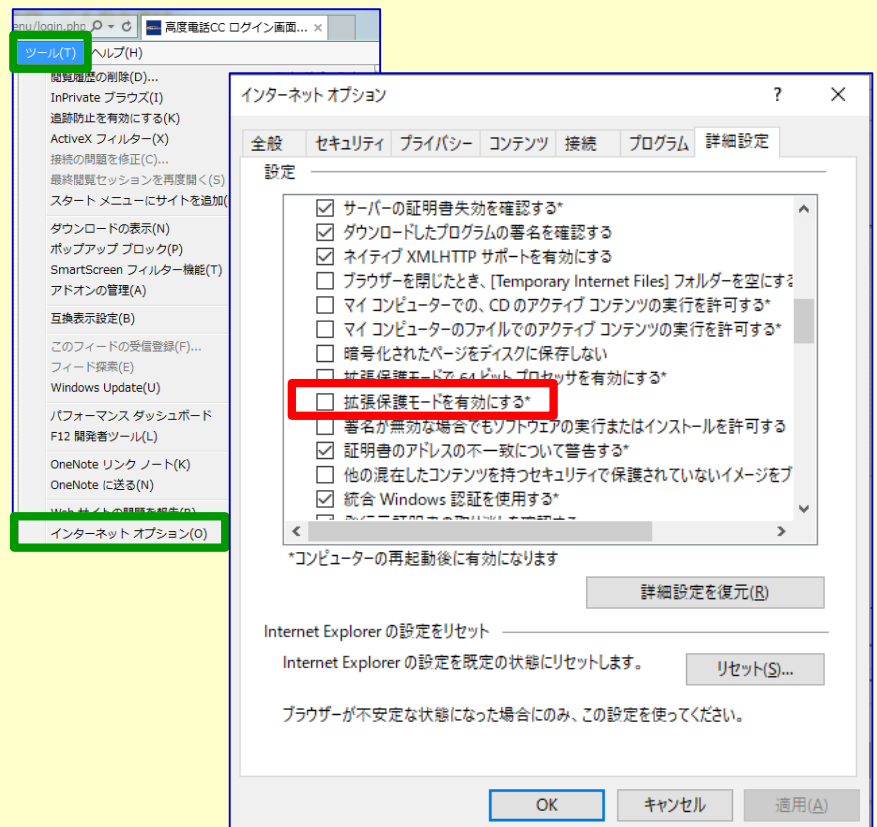 enu/login.php
高度電話CC ログイン画面...
ツール(T) ヘルプ(H)
閲覧履歴の削除(D)...
InPrivate ブラウズ(I)
追跡防止を有効にする(K)
ActiveX フィルター(X)
接続の問題を修正(C)...
最終閲覧セッションを再度開く(S)
スタート メニューにサイトを追加(
ダウンロードの表示(N)
ポップアップ ブロック(P)
SmartScreen フィルター機能(T)
アドオンの管理(A)
互換表示設定(B)
このフィードの受信登録(F)...
フィード探索(E)
Windows Update(U)
パフォーマンス ダッシュボード
F12 開発者ツール(L)
OneNote リンク ノート(K)
OneNote に送る(N)
Web サイトの問題を報告(R)
インターネット オプション(O)
インターネット オプション ?
全般 セキュリティ プライバシー コンテンツ 接続 プログラム 詳細設定
設定
サーバーの証明書失効を確認する*
ダウンロードしたプログラムの署名を確認する
ネイティブ XMLHTTP サポートを有効にする
ブラウザーを閉じたとき、[Temporary Internet Files] フォルダーを空にする
マイ コンピューターでの、CD のアクティブ コンテンツの実行を許可する*
マイ コンピューターのファイルでのアクティブ コンテンツの実行を許可する*
暗号化されたページをディスクに保存しない
拡張保護モードで 64 ビット プロセッサを有効にする*
拡張保護モードを有効にする*
署名が無効な場合でもソフトウェアの実行またはインストールを許可する
証明書のアドレスの不一致について警告する*
他の混在したコンテンツを持つセキュリティで保護されていないイメージをブ
統合 Windows 認証を使用する*
発行元証明書の取り消しを確認する
*コンピューターの再起動後に有効になります
詳細設定を復元(R)
Internet Explorer の設定をリセット
Internet Explorer の設定を既定の状態にリセットします。
リセット(S)...
ブラウザーが不安定な状態になった場合にのみ、この設定を使ってください。
OK キャンセル 適用(A)